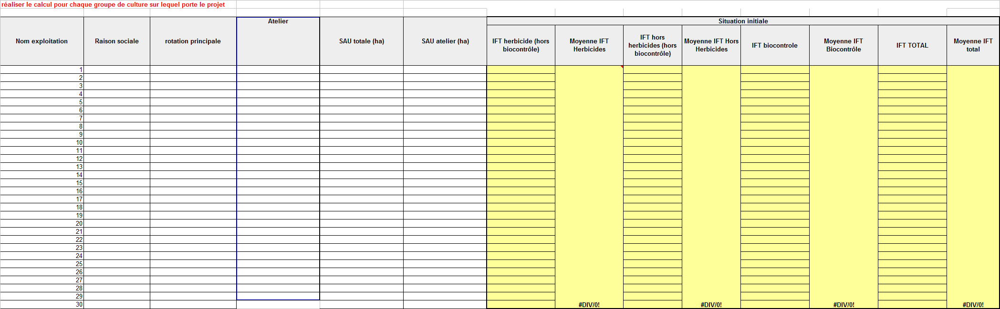 réaliser le calcul pour chaque groupe de culture sur lequel porte le projet
Atelier
Situation initiale
Nom exploitation
Raison sociale
rotation principale
SAU totale (ha)
SAU atelier (ha)
IFT herbicide (hors
biocontrôle)
Moyenne IFT
Herbicides
IFT hors
herbicides (hors
biocontrôle)
Moyenne IFT Hors
Herbicides
IFT biocontrole
Moyenne IFT
Biocontrôle
IFT TOTAL
Moyenne IFT
total
1
2
3
4
5
6
7
8
9
10
11
12
13
14
15
16
17
18
19
20
21
22
23
24
25
26
27
28
29
30 #DIV/0! #DIV/0! #DIV/0! #DIV/0!